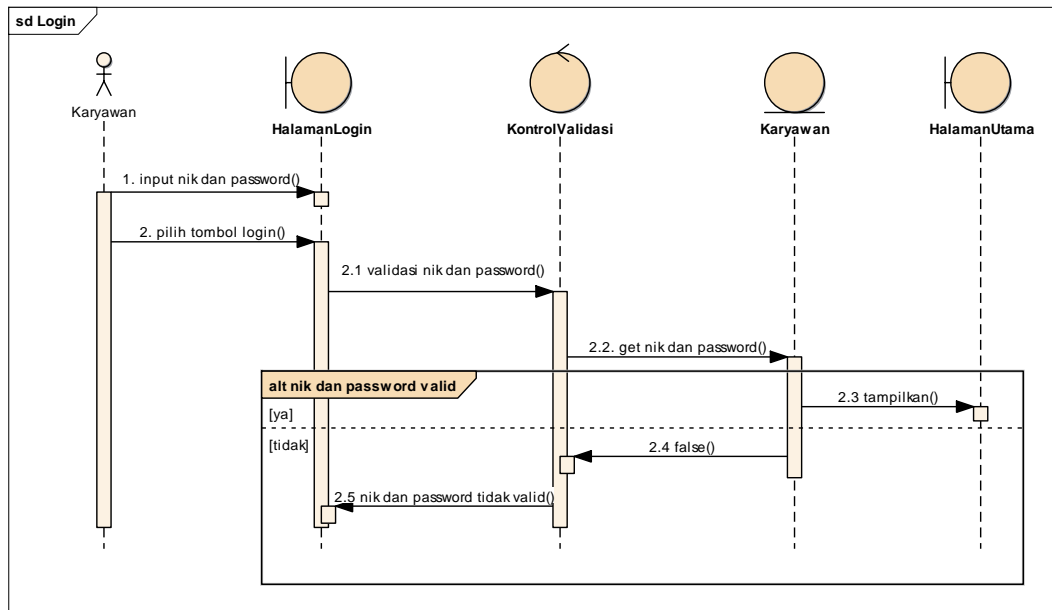 sd Login
Karyawan
HalamanLogin
KontrolValidasi
Karyawan
HalamanUtama
1. input nik dan password()
2. pilih tombol login()
2.1 validasi nik dan password()
2.2. get nik dan password()
alt nik dan password valid
2.3 tampilkan()
[ya]
[tidak]
2.4 false()
2.5 nik dan password tidak valid()